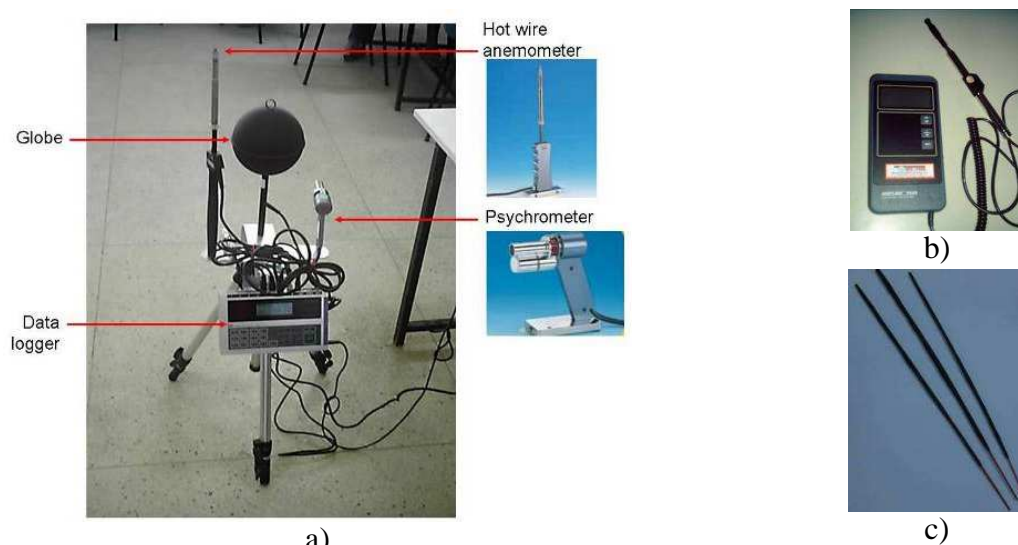 Hot wire
anemometer
Globe
Psychrometer
Data
logger
a)
b)
c)